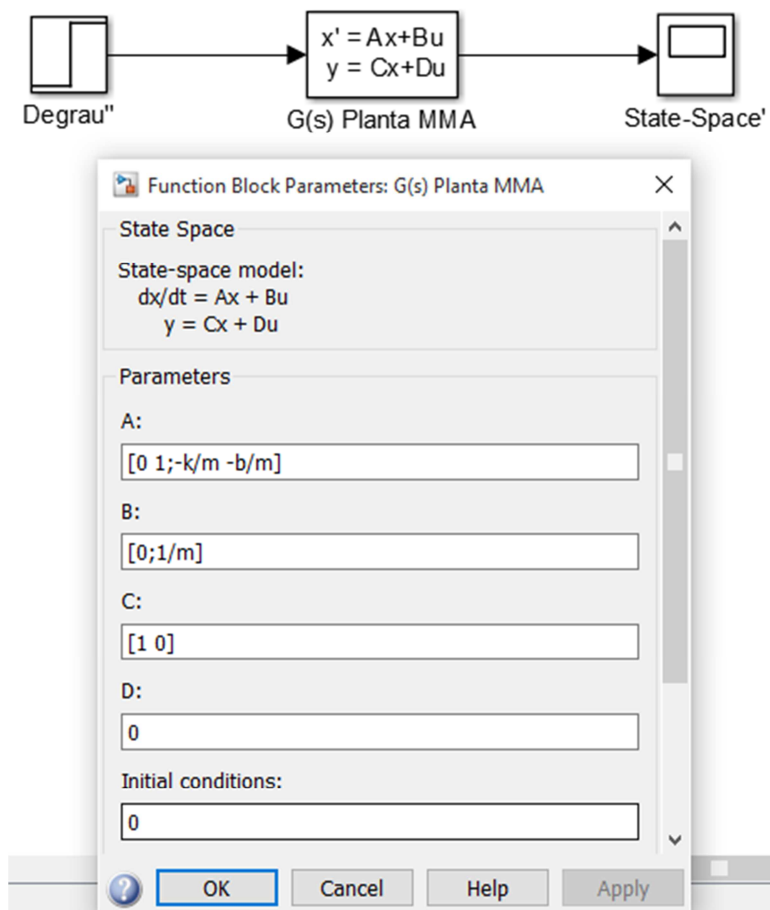 x' = Ax+Bu
y = Cx+Du
Degrau"
G(s) Planta MMA
State-Space'
Function Block Parameters: G(s) Planta MMA
State Space
State-space model:
dx/dt = Ax + Bu
y = Cx + Du
Parameters
A:
[0 1;-k/m -b/m]
B:
[0;1/m]
C:
[1 0]
D:
0
Initial conditions:
0
? OK Cancel Help Apply